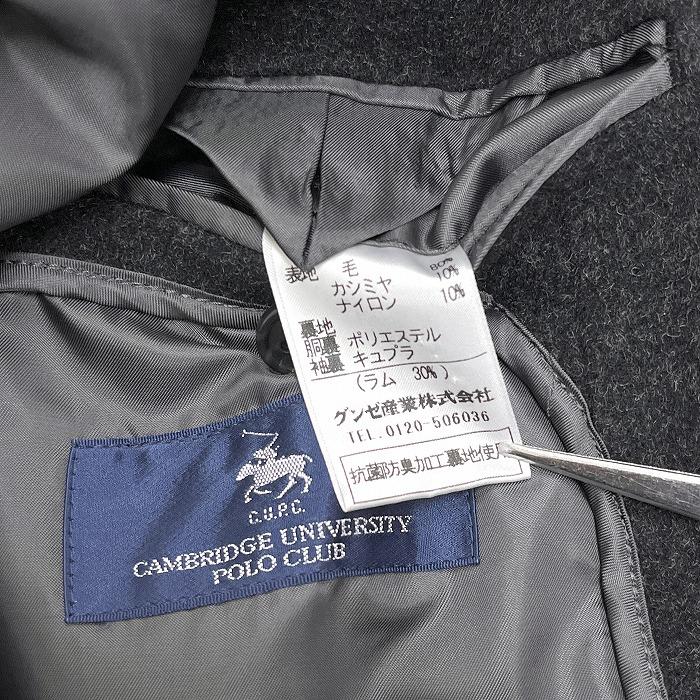 表地 毛 80%
カシミヤ 10%
ナイロン 10%
裏地
胴裏 ポリエステル
袖裏 キュプラ
(ラム 30%)
グンゼ産業株式会社
TEL.0120-506036
抗菌防臭加工裏地使用
C.U.P.C.
CAMBRIDGE UNIVERSITY
POLO CLUB